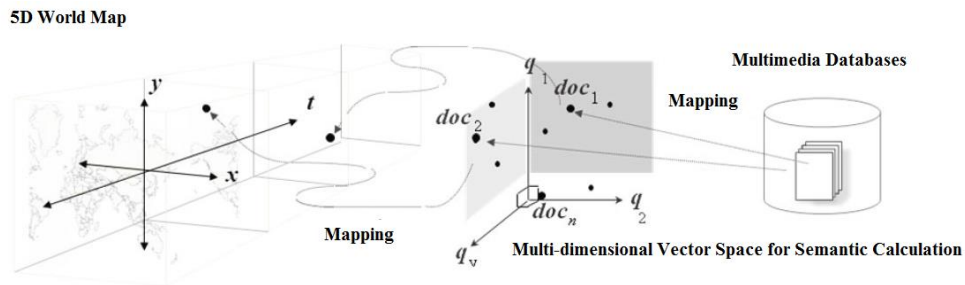 5D World Map
Multimedia Databases
Mapping
y
t
x
q1
doc1
doc2
docn
q2
qv
Mapping
Multi-dimensional Vector Space for Semantic Calculation